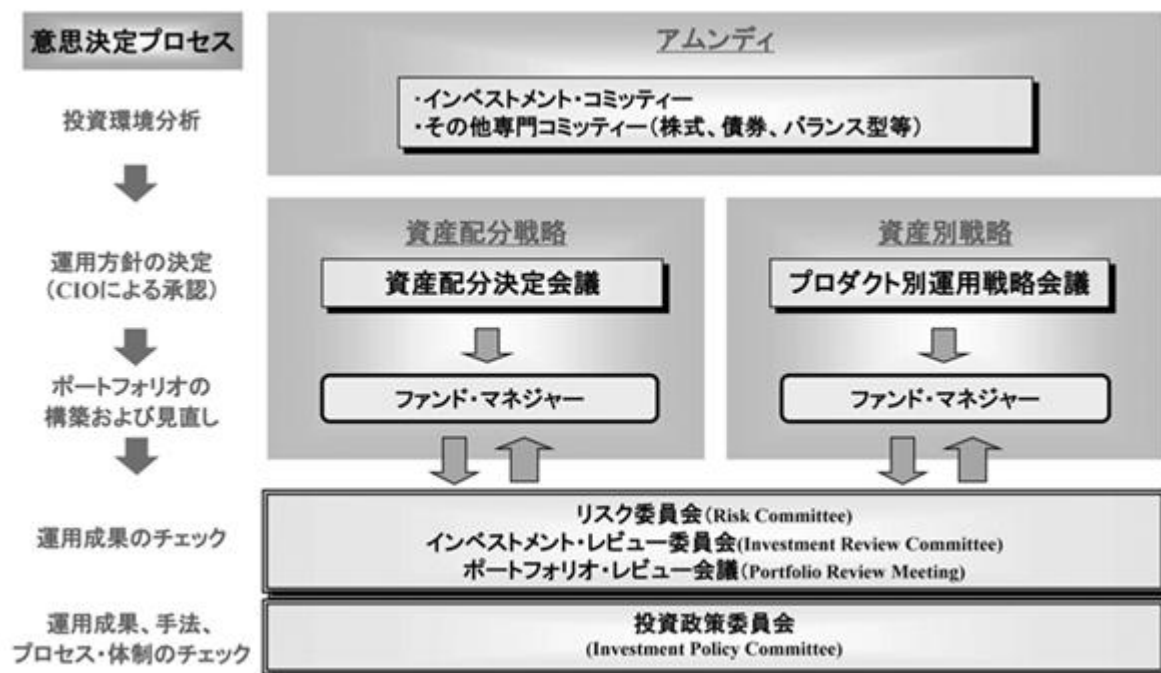 意思決定プロセス
アムンディ
・インベストメント・コミッティー
・その他専門コミッティー（株式、債券、バランス型等）
投資環境分析
資産配分戦略
資産別戦略
運用方針の決定
（CIOによる承認）
資産配分決定会議
プロダクト別運用戦略会議
ポートフォリオの
構築および見直し
ファンド・マネジャー
ファンド・マネジャー
運用成果のチェック
リスク委員会（Risk Committee）
インベストメント・レビュー委員会(Investment Review Committee)
ポートフォリオ・レビュー会議（Portfolio Review Meeting)
運用成果、手法、
プロセス・体制のチェック
投資政策委員会
(Investment Policy Committee)